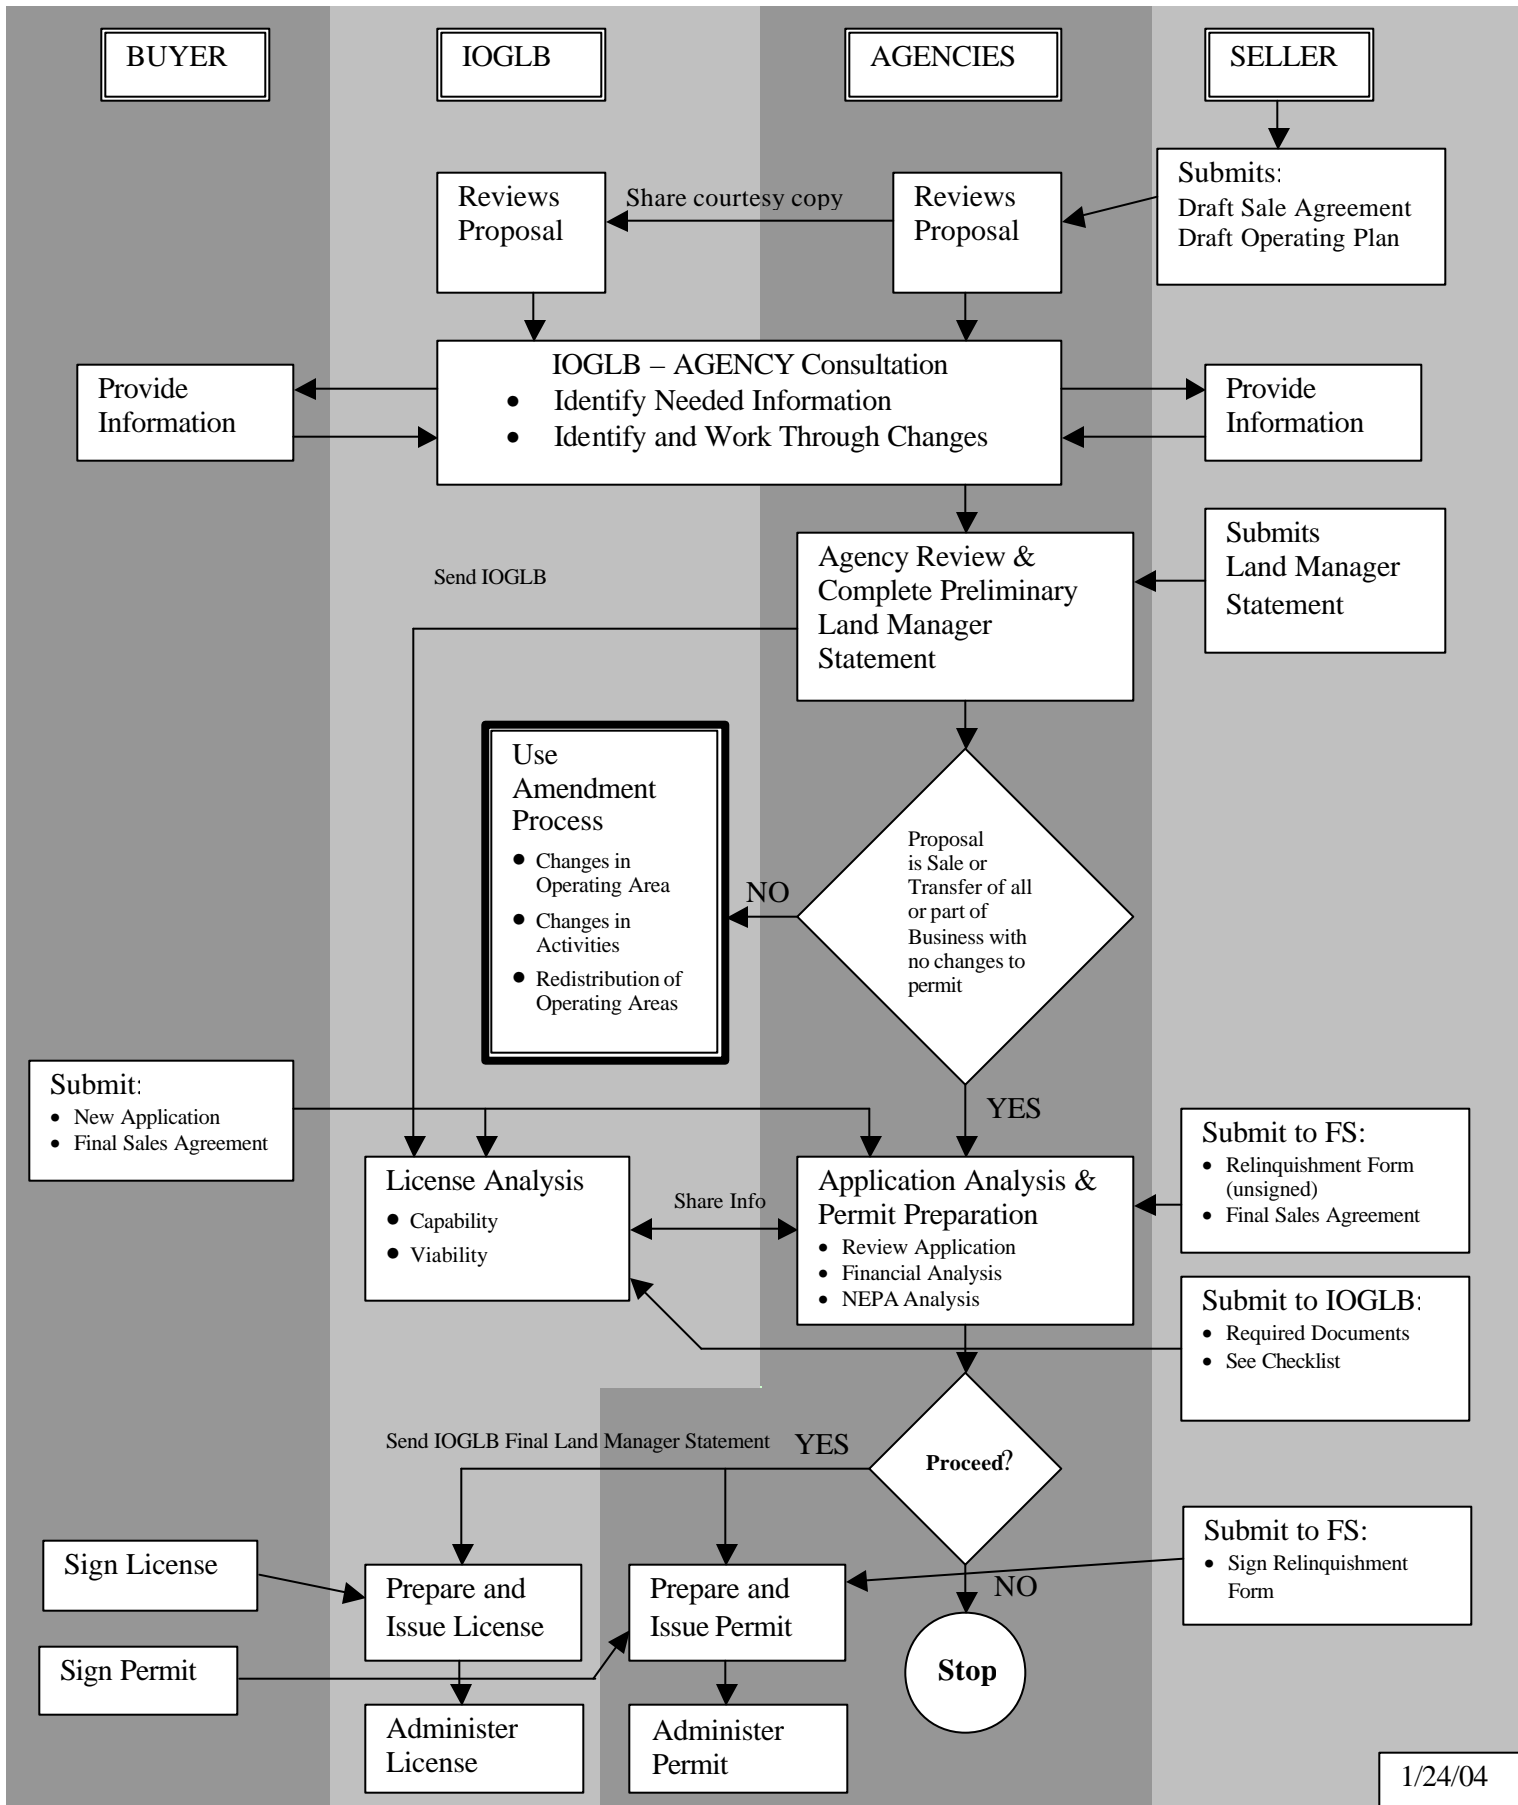 BUYER
IOGLB
AGENCIES
SELLER
Reviews
Proposal
Share courtesy copy
Reviews
Proposal
Submits:
Draft Sale Agreement
Draft Operating Plan
Provide
Information
IOGLB – AGENCY Consultation
• Identify Needed Information
• Identify and Work Through Changes
Provide
Information
Send IOGLB
Agency Review &
Complete Preliminary
Land Manager
Statement
Submits
Land Manager
Statement
Use
Amendment
Process
• Changes in
Operating Area
• Changes in
Activities
• Redistribution of
Operating Areas
NO
Proposal
is Sale or
Transfer of all
or part of
Business with
no changes to
permit
YES
Submit:
• New Application
• Final Sales Agreement
License Analysis
• Capability
• Viability
Share Info
Application Analysis &
Permit Preparation
• Review Application
• Financial Analysis
• NEPA Analysis
Submit to FS:
• Relinquishment Form
(unsigned)
• Final Sales Agreement
Submit to IOGLB:
• Required Documents
• See Checklist
Send IOGLB Final Land Manager Statement
YES
Proceed?
NO
Stop
Submit to FS:
• Sign Relinquishment
Form
Sign License
Prepare and
Issue License
Prepare and
Issue Permit
Sign Permit
Administer
License
Administer
Permit
1/24/04